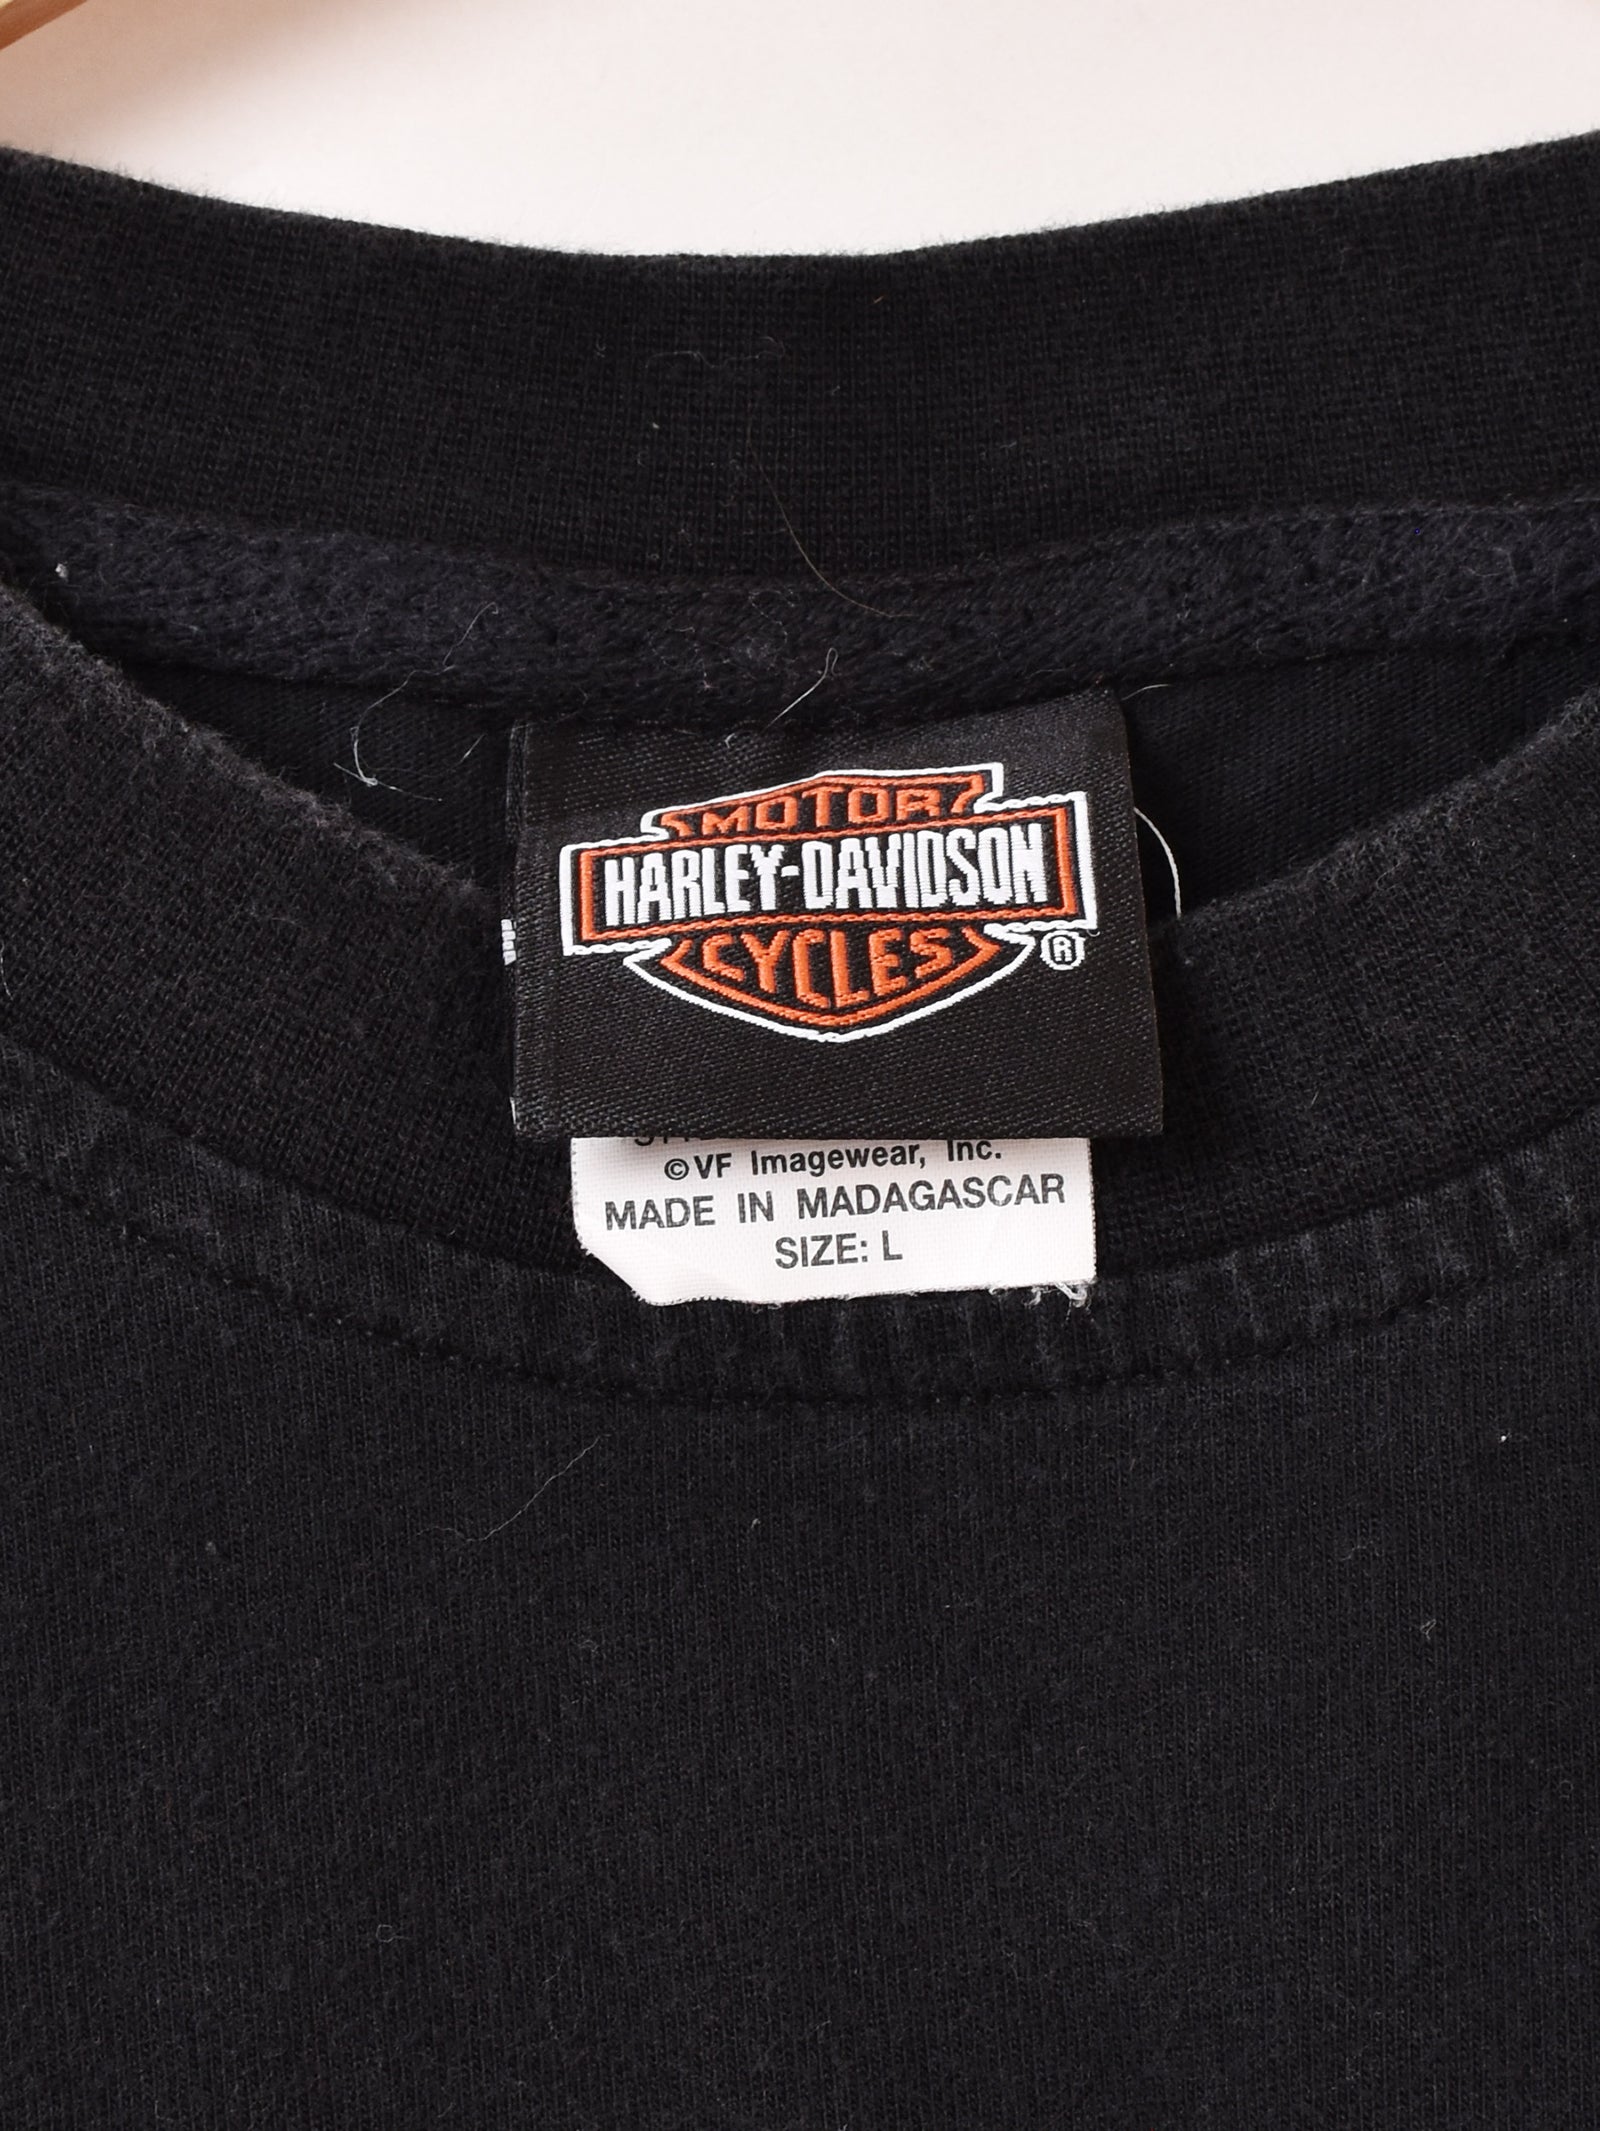 MOTOR
HARLEY-DAVIDSON
CYCLES
®
©VF Imagewear, Inc.
MADE IN MADAGASCAR
SIZE: L